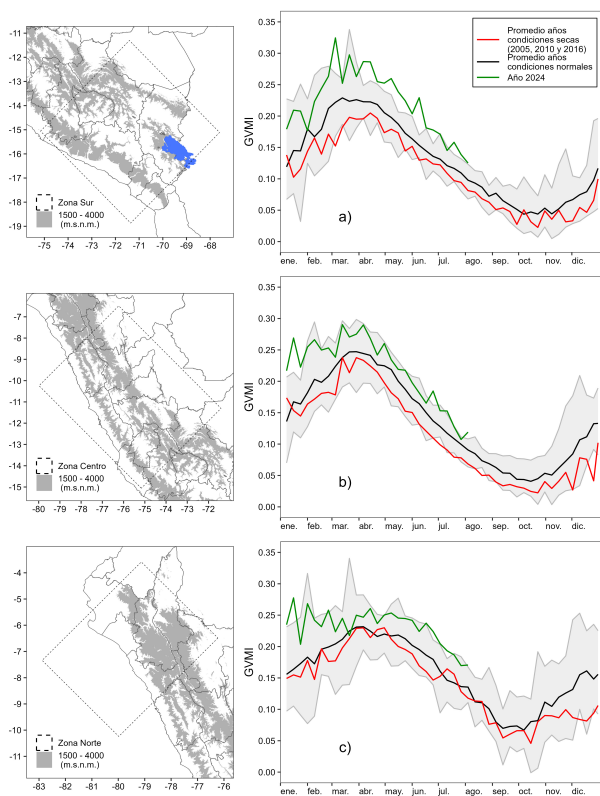 -11
-12
-13
-14
-15
-16
-17
-18
-19
Zona Sur
1500 - 4000
(m.s.n.m.)
-75 -74 -73 -72 -71 -70 -69 -68 -67
GVMI
0.35
0.30
0.25
0.20
0.15
0.10
0.05
0.00
Promedio años
condiciones secas
(2005, 2010 y 2016)
Promedio años
condiciones normales
Año 2024
a)
ene. feb. mar. abr. may. jun. jul. ago. sep. oct. nov. dic.
-7
-8
-9
-10
-11
-12
-13
-14
-15
Zona Centro
1500 - 4000
(m.s.n.m.)
-80 -79 -78 -77 -76 -75 -74 -73 -72
GVMI
0.35
0.30
0.25
0.20
0.15
0.10
0.05
0.00
b)
ene. feb. mar. abr. may. jun. jul. ago. sep. oct. nov. dic.
-4
-5
-6
-7
-8
-9
-10
-11
Zona Norte
1500 - 4000
(m.s.n.m.)
-83 -82 -81 -80 -79 -78 -77 -76
GVMI
0.35
0.30
0.25
0.20
0.15
0.10
0.05
0.00
c)
ene. feb. mar. abr. may. jun. jul. ago. sep. oct. nov. dic.